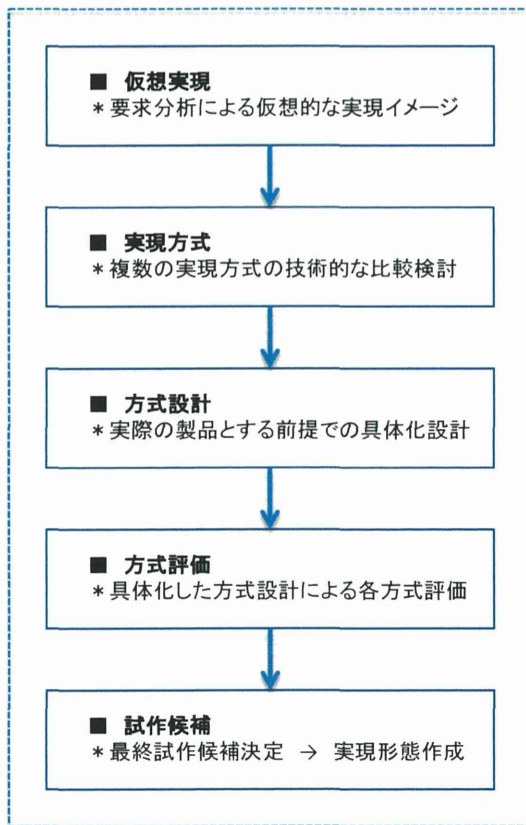 ■ 仮想実現
*要求分析による仮想的な実現イメージ
■ 実現方式
*複数の実現方式の技術的な比較検討
■ 方式設計
*実際の製品とする前提での具体化設計
■ 方式評価
*具体化した方式設計による各方式評価
■ 試作候補
*最終試作候補決定 → 実現形態作成